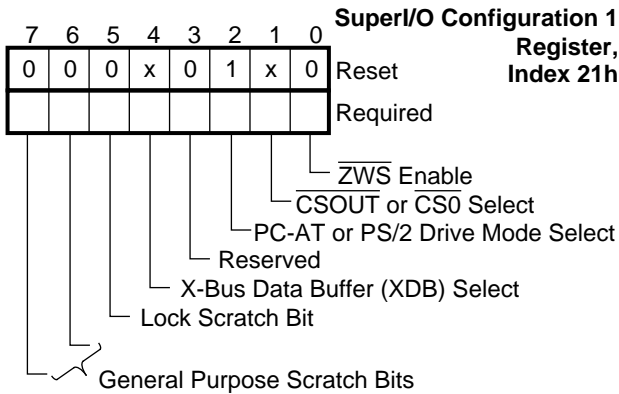 SuperI/O Configuration 1
Register,
Index 21h
7 6 5 4 3 2 1 0
0 0 0 x 0 1 x 0 Reset
Required
ZWS Enable
CSOUT or CS0 Select
PC-AT or PS/2 Drive Mode Select
Reserved
X-Bus Data Buffer (XDB) Select
Lock Scratch Bit
General Purpose Scratch Bits